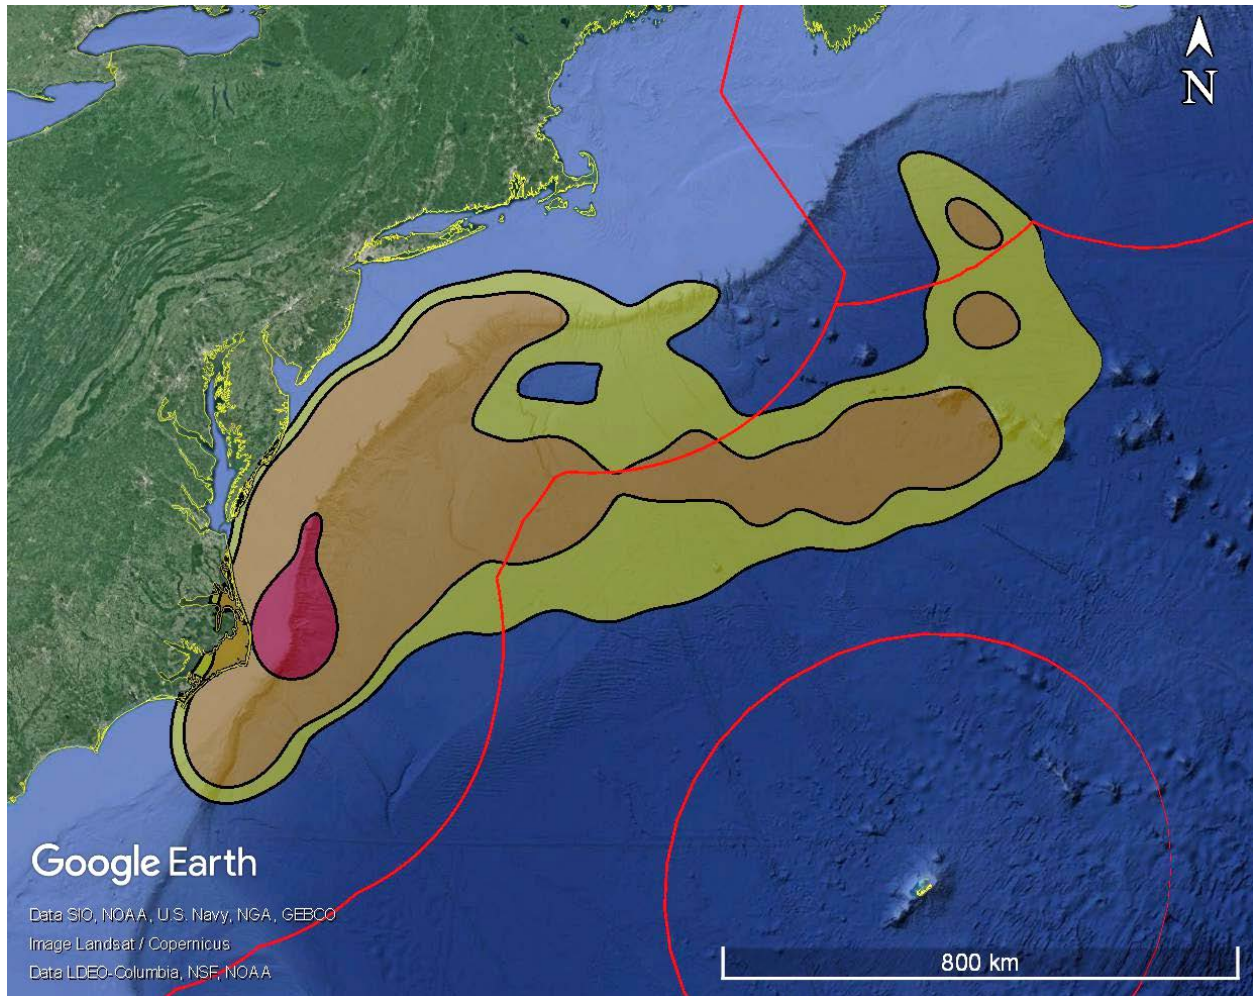 N
Google Earth
Data SIO, NOAA, U.S. Navy, NGA, GEBCO
Image Landsat / Copernicus
Data LDEO-Columbia, NSF, NOAA
800 km